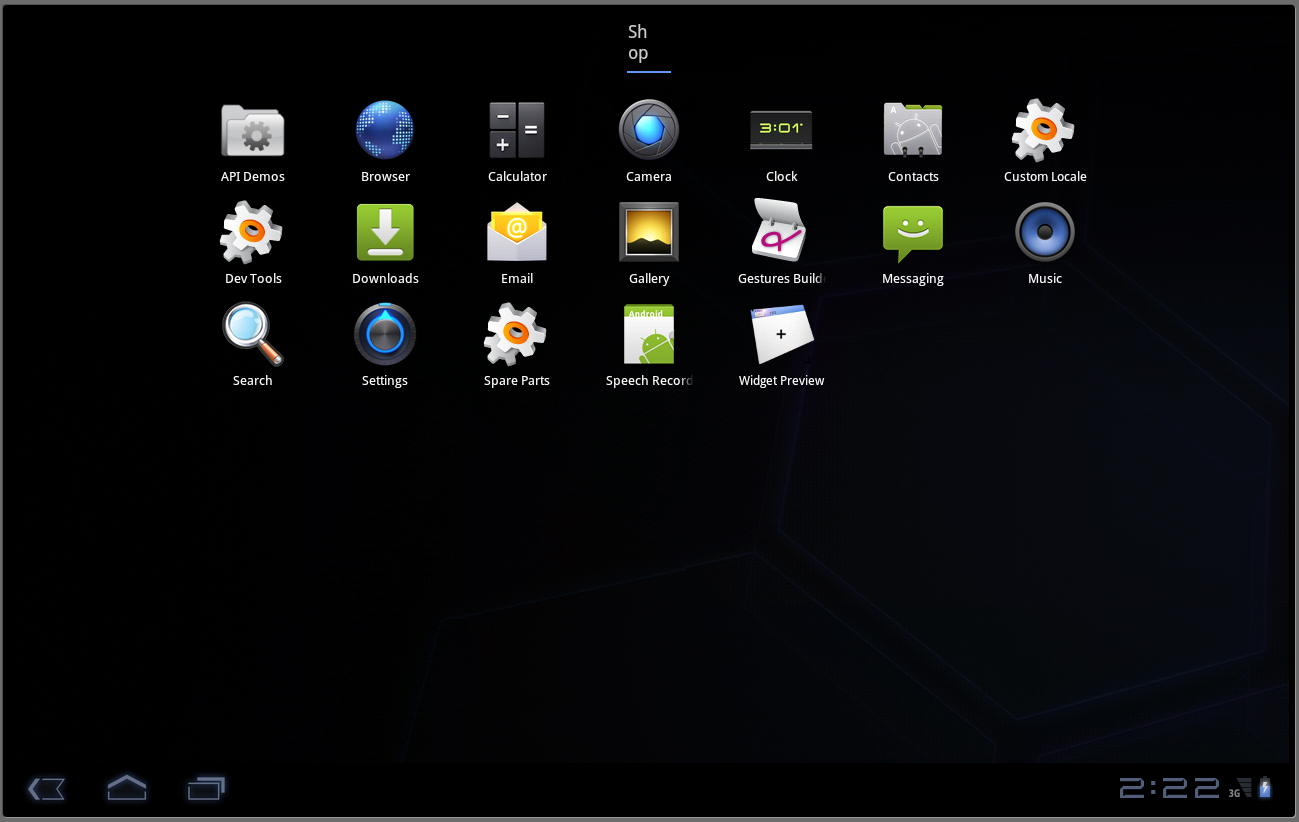 Sh
op
3:01
API Demos Browser Calculator Camera Clock Contacts Custom Locale
@
Dev Tools Downloads Email Gallery Gestures Build Messaging Music
Android
Search Settings Spare Parts Speech Record Widget Preview
2:22 3G